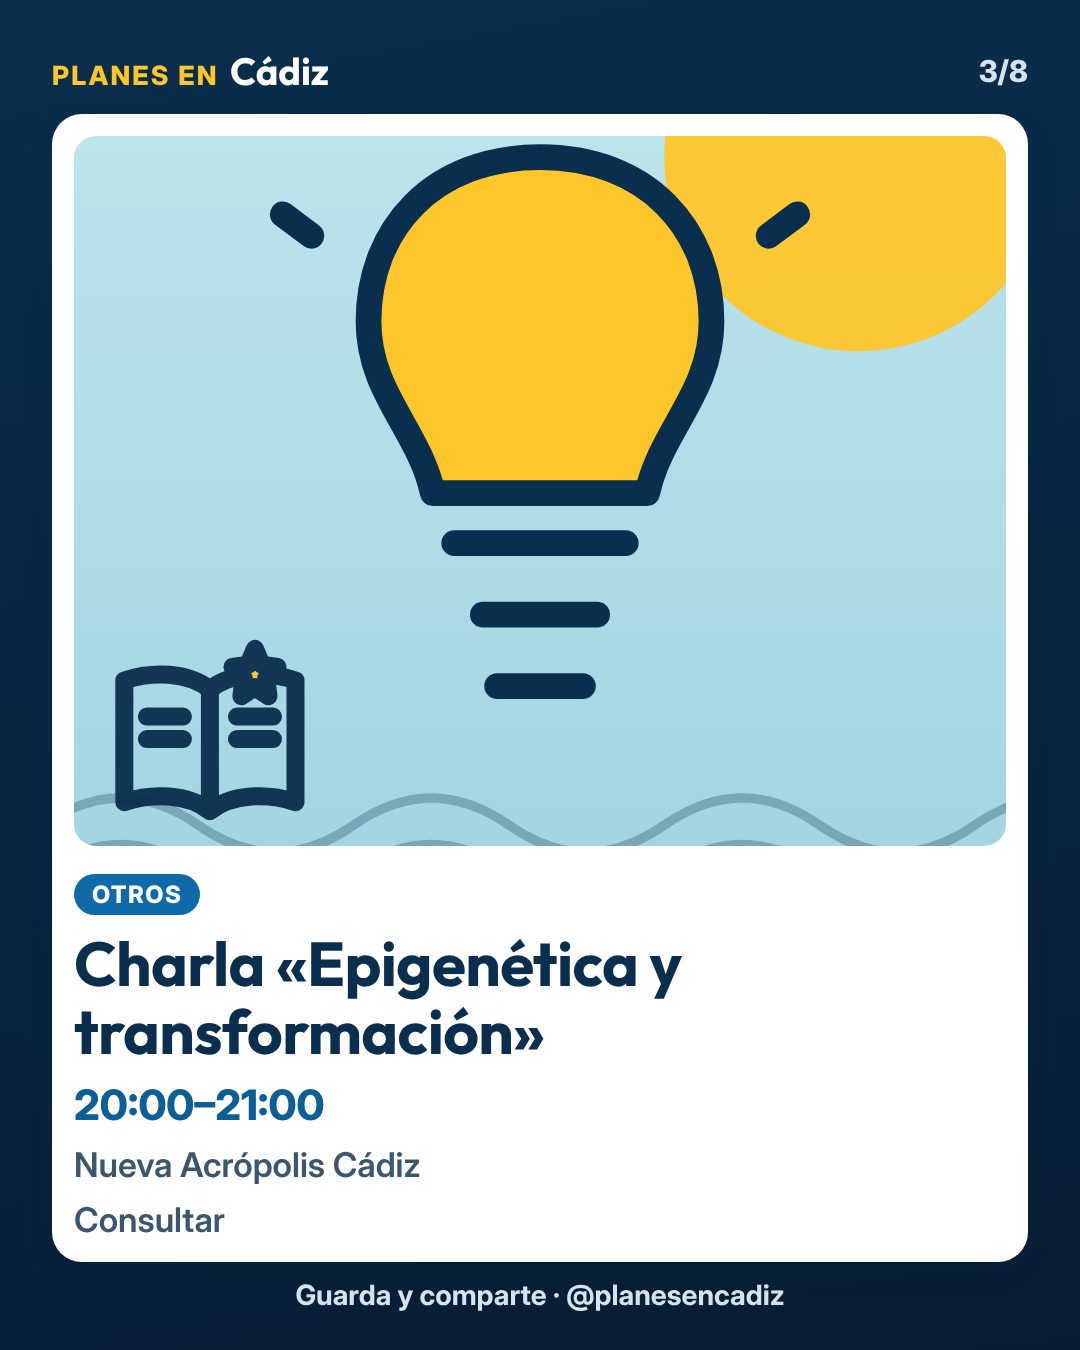 PLANES EN Cádiz
3/8
OTROS
Charla «Epigenética y
transformación»
20:00–21:00
Nueva Acrópolis Cádiz
Consultar
Guarda y comparte · @planesencadiz